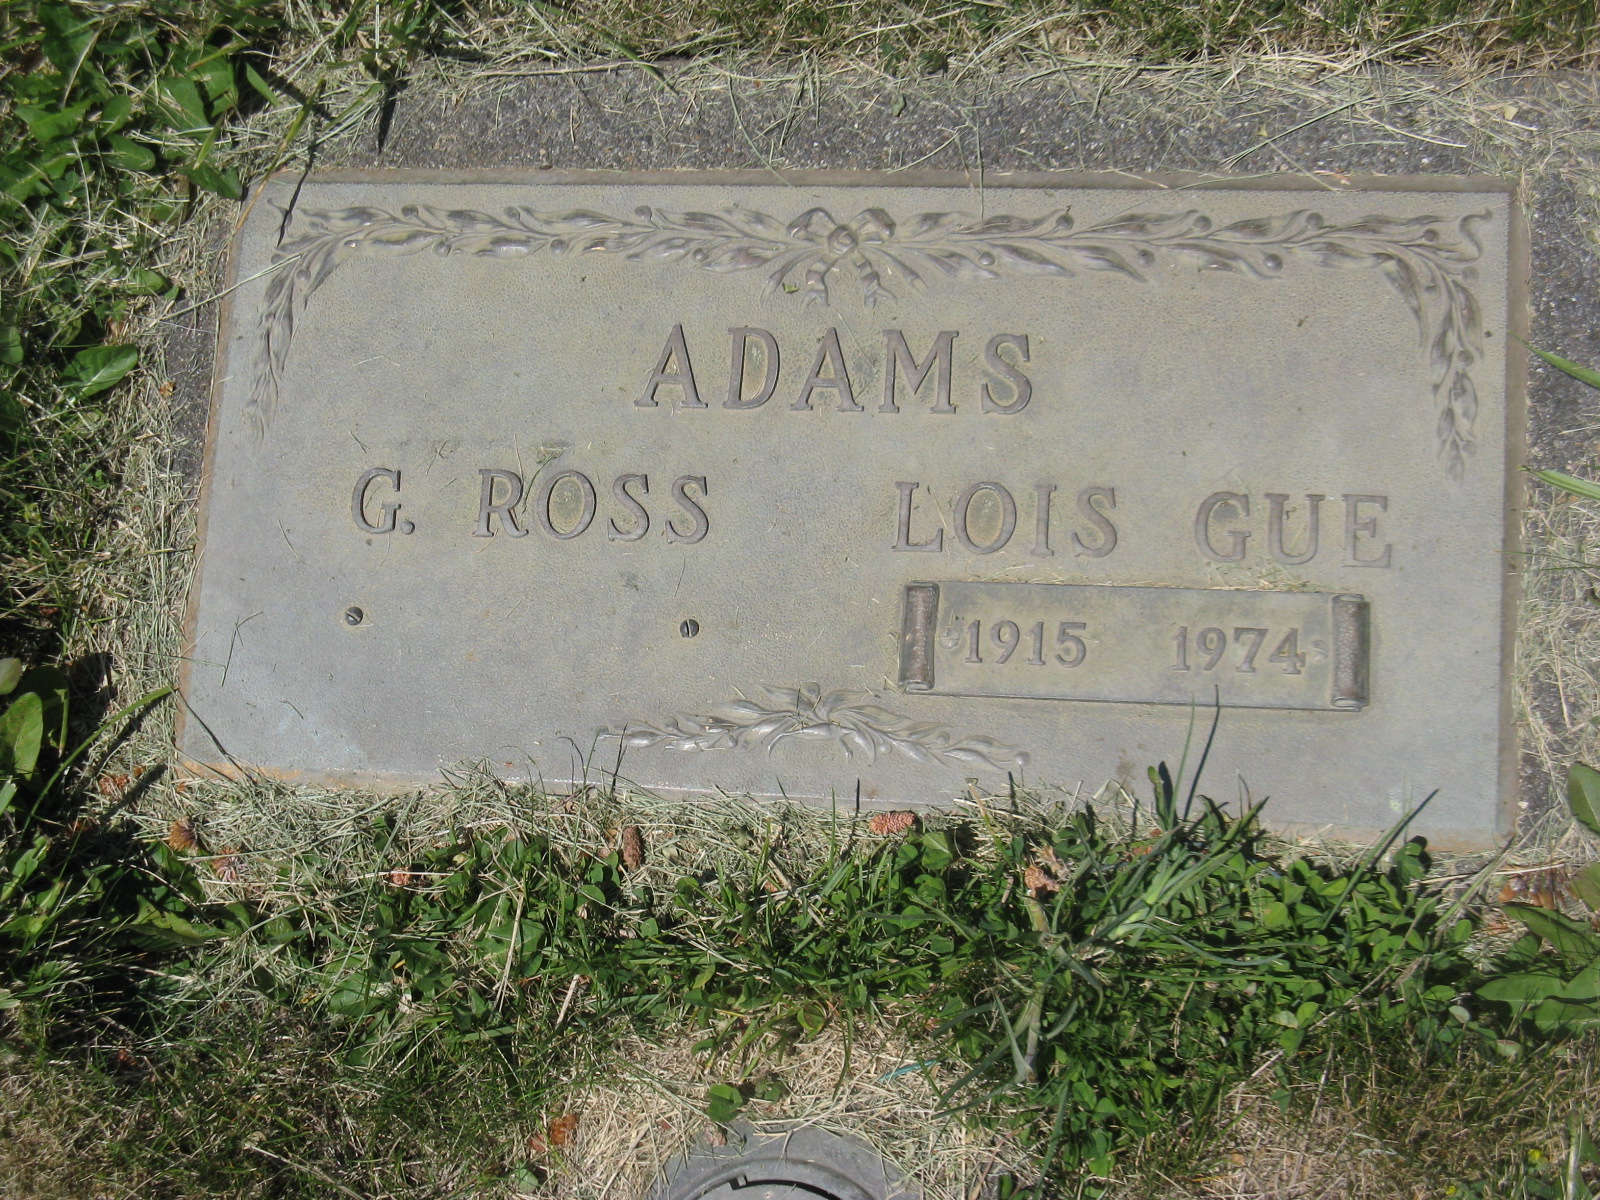 ADAMS
G. ROSS LOIS GUE
1915 1974